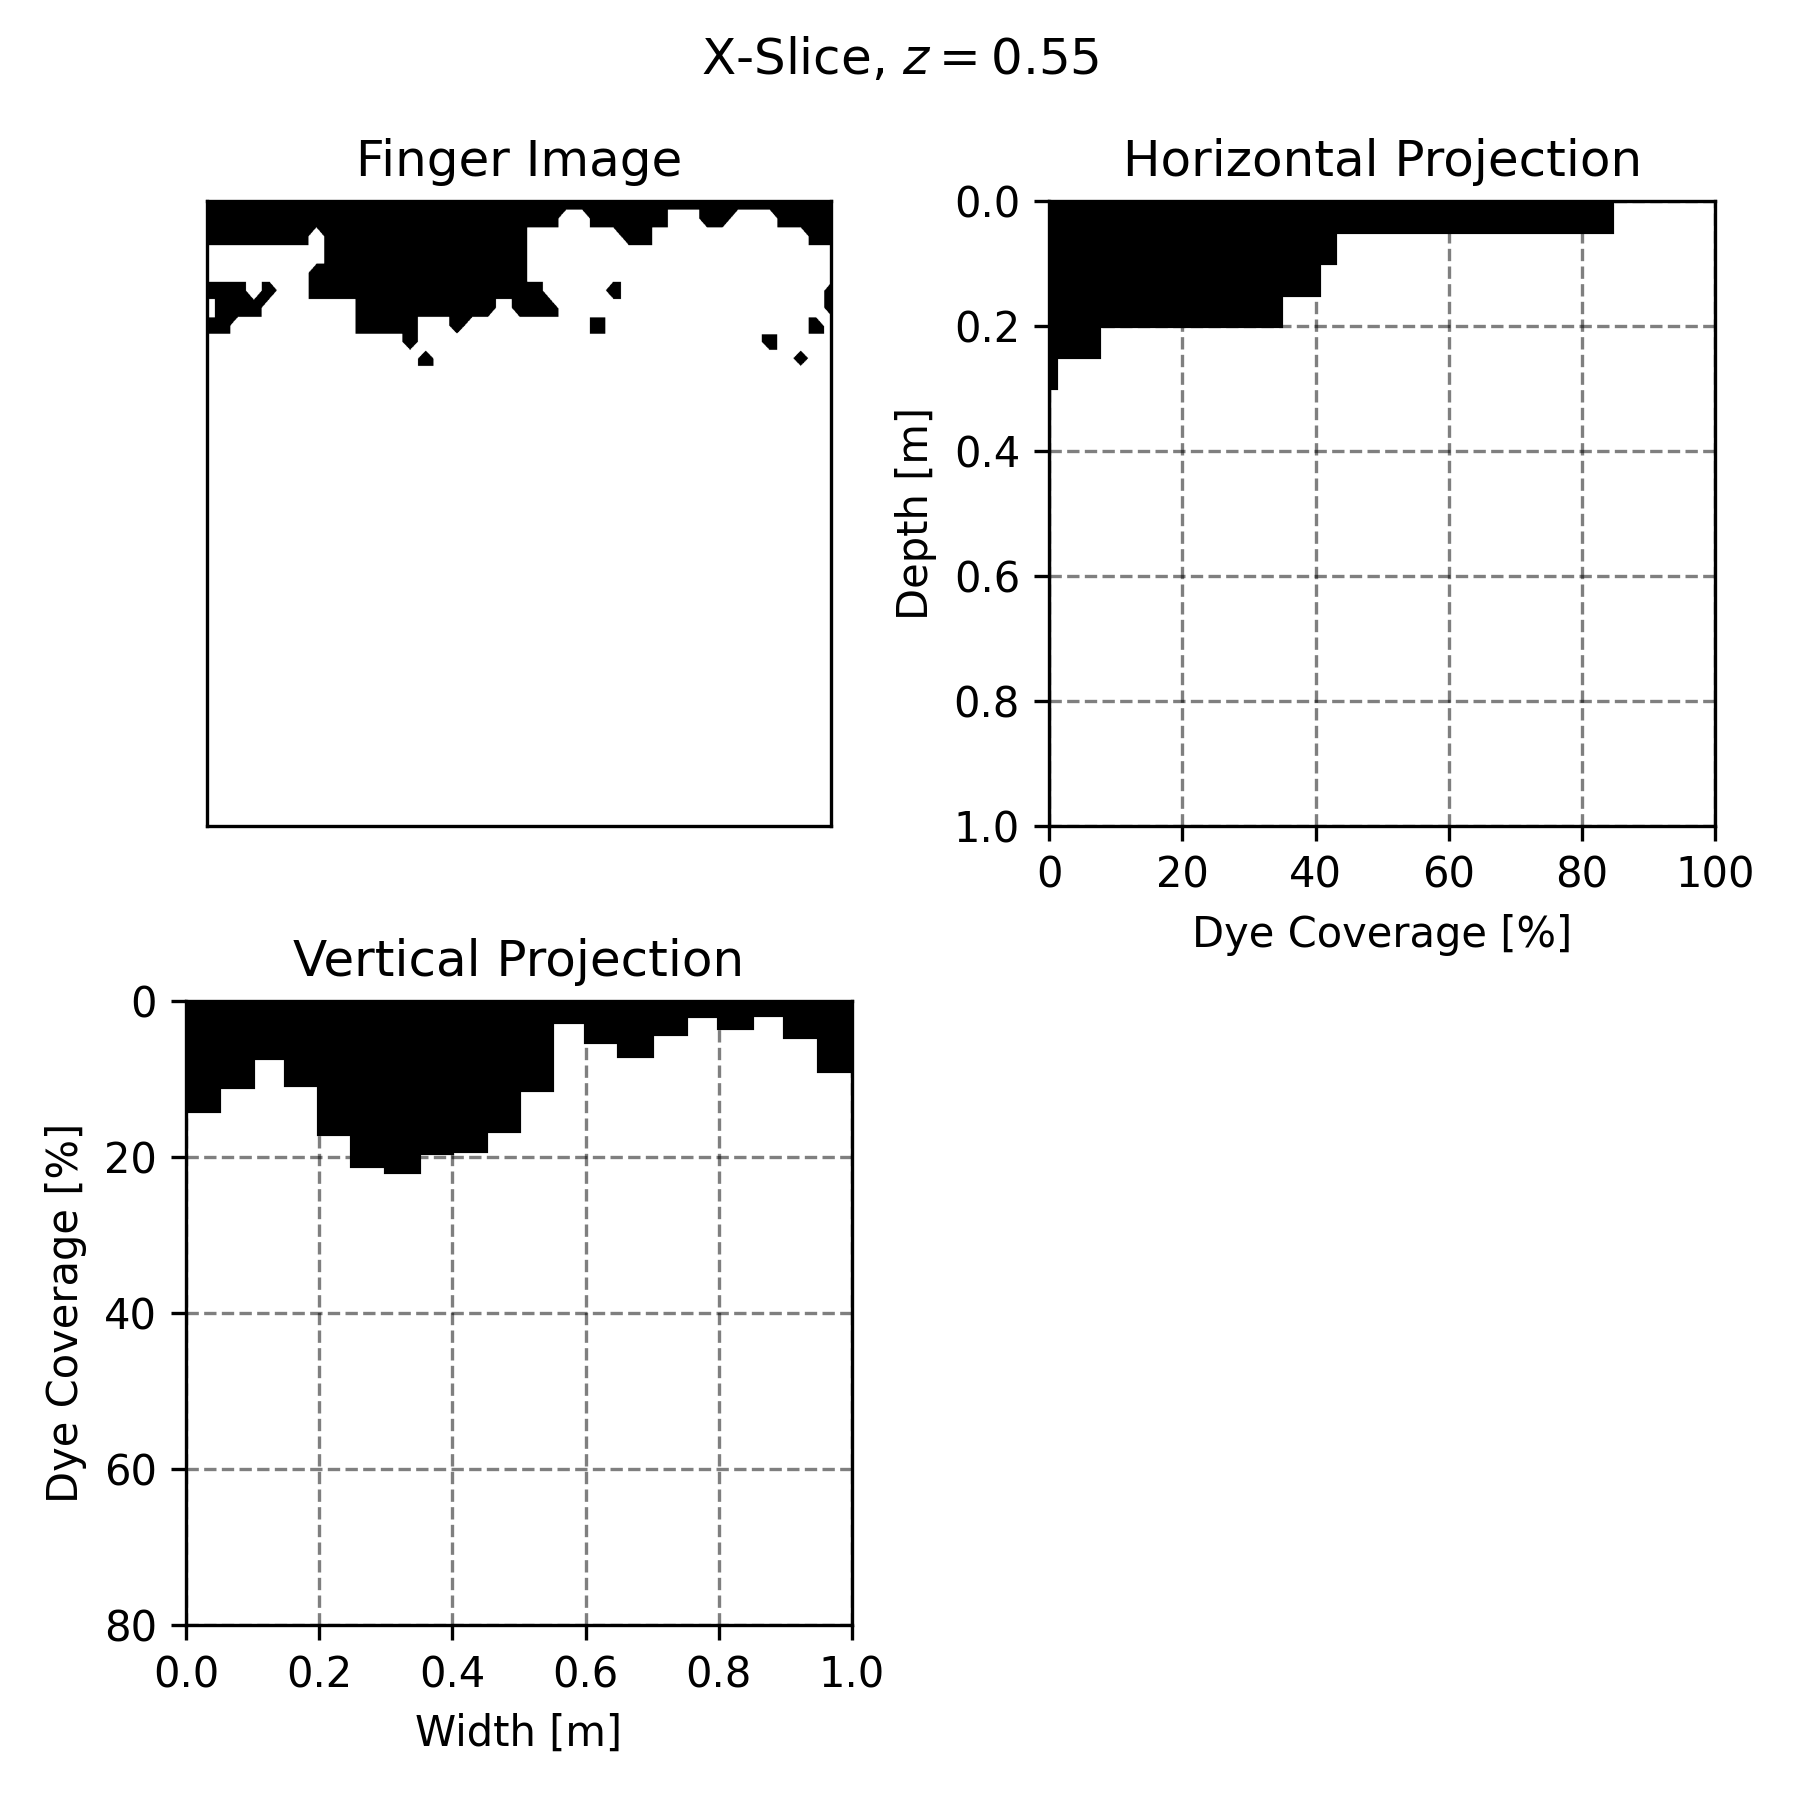 X-Slice, z = 0.55
Finger Image
Horizontal Projection
0.0
0.2
0.4
0.6
0.8
1.0
Depth [m]
0 20 40 60 80 100
Dye Coverage [%]
Vertical Projection
0
20
40
60
80
Dye Coverage [%]
0.0 0.2 0.4 0.6 0.8 1.0
Width [m]